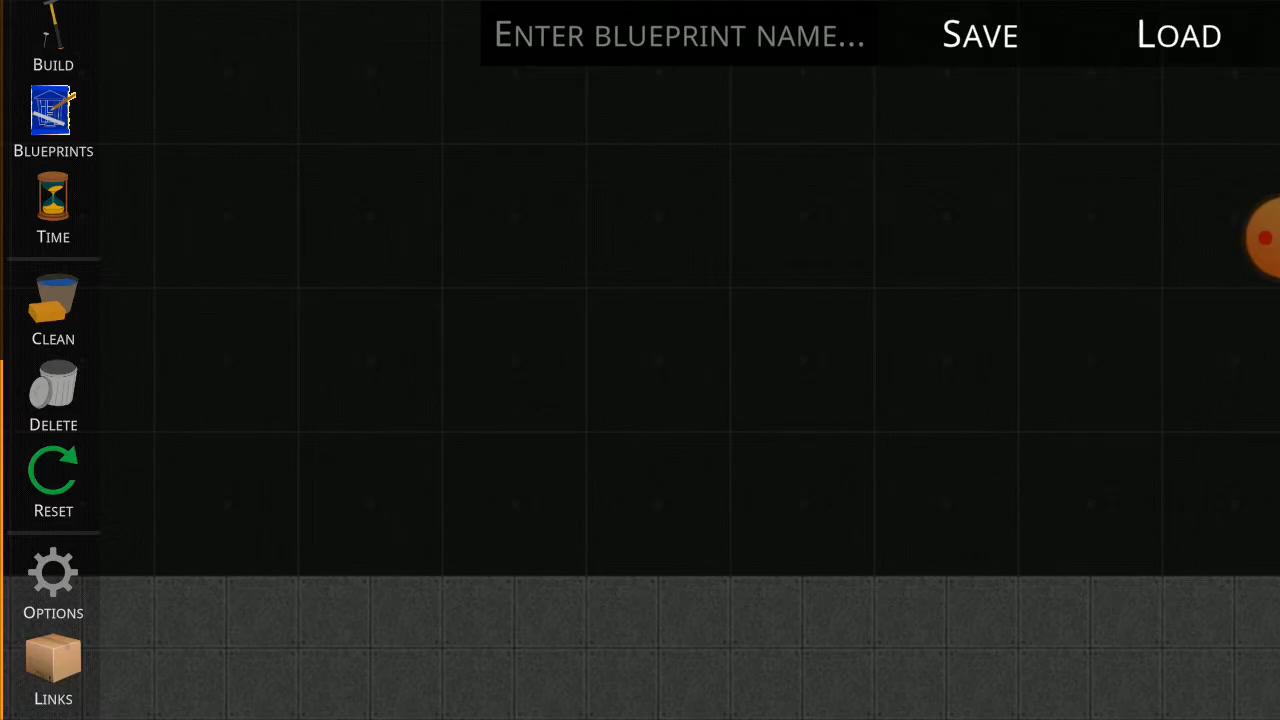 BUILD
ENTER BLUEPRINT NAME...
SAVE
LOAD
BLUEPRINTS
TIME
CLEAN
DELETE
RESET
OPTIONS
LINKS